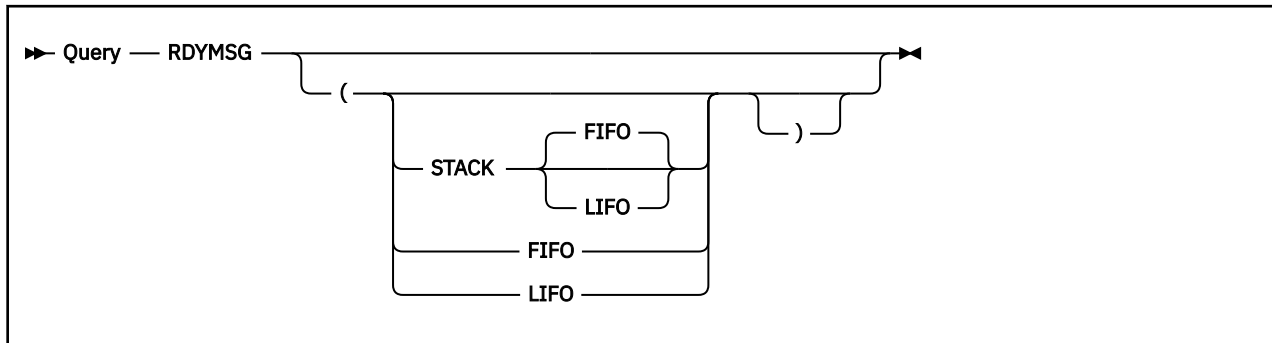 Query RDYMSG
(
)
FIFO
STACK
LIFO
FIFO
LIFO